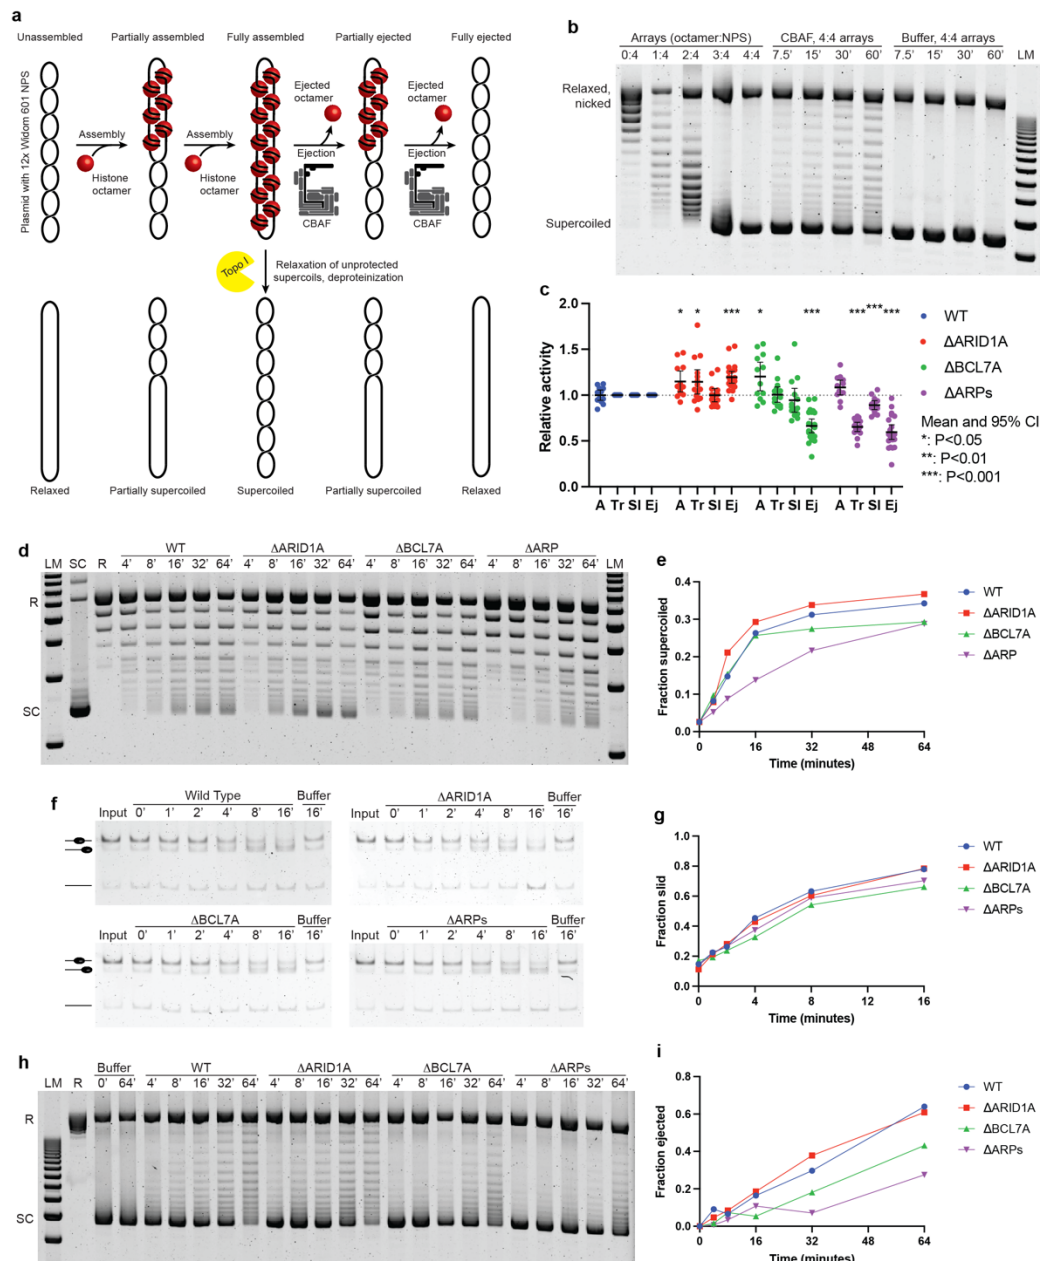 a
Unassembled Partially assembled Fully assembled Partially ejected Fully ejected
Plasmid with 12x Widom 601 NPS
Assembly
Histone
octamer
Assembly
Histone
octamer
Ejected
octamer
Ejection
CBAF
Ejected
octamer
Ejection
CBAF
Topo I
Relaxation of unprotected
supercoils, deproteinization
Relaxed Partially supercoiled Supercoiled Partially supercoiled Relaxed
b
Arrays (octamer:NPS) CBAF, 4:4 arrays Buffer, 4:4 arrays
0:4 1:4 2:4 3:4 4:4 7.5' 15' 30' 60' 7.5' 15' 30' 60' LM
Relaxed,
nicked
Supercoiled
c
Relative activity
2.0
1.5
1.0
0.5
0.0
* * *** * *** *** *** ***
A Tr Sl Ej A Tr Sl Ej A Tr Sl Ej A Tr Sl Ej
WT
ΔARID1A
ΔBCL7A
ΔARPs
Mean and 95% CI
*: P<0.05
**: P<0.01
***: P<0.001
d
WT ΔARID1A ΔBCL7A ΔARP
LM SC R 4' 8' 16' 32' 64' 4' 8' 16' 32' 64' 4' 8' 16' 32' 64' 4' 8' 16' 32' 64' LM
R
SC
e
Fraction supercoiled
0.4
0.3
0.2
0.1
0.0
0 16 32 48 64
Time (minutes)
WT
ΔARID1A
ΔBCL7A
ΔARP
f
Wild Type Buffer
Input 0' 1' 2' 4' 8' 16' 16'
ΔARID1A Buffer
Input 0' 1' 2' 4' 8' 16' 16'
ΔBCL7A Buffer
Input 0' 1' 2' 4' 8' 16' 16'
ΔARPs Buffer
Input 0' 1' 2' 4' 8' 16' 16'
g
Fraction slid
1.0
0.8
0.6
0.4
0.2
0.0
0 4 8 12 16
Time (minutes)
WT
ΔARID1A
ΔBCL7A
ΔARPs
h
Buffer WT ΔARID1A ΔBCL7A ΔARPs
LM R 0' 64' 4' 8' 16' 32' 64' 4' 8' 16' 32' 64' 4' 8' 16' 32' 64' 4' 8' 16' 32' 64'
R
SC
i
Fraction ejected
0.8
0.6
0.4
0.2
0.0
0 16 32 48 64
Time (minutes)
WT
ΔARID1A
ΔBCL7A
ΔARPs